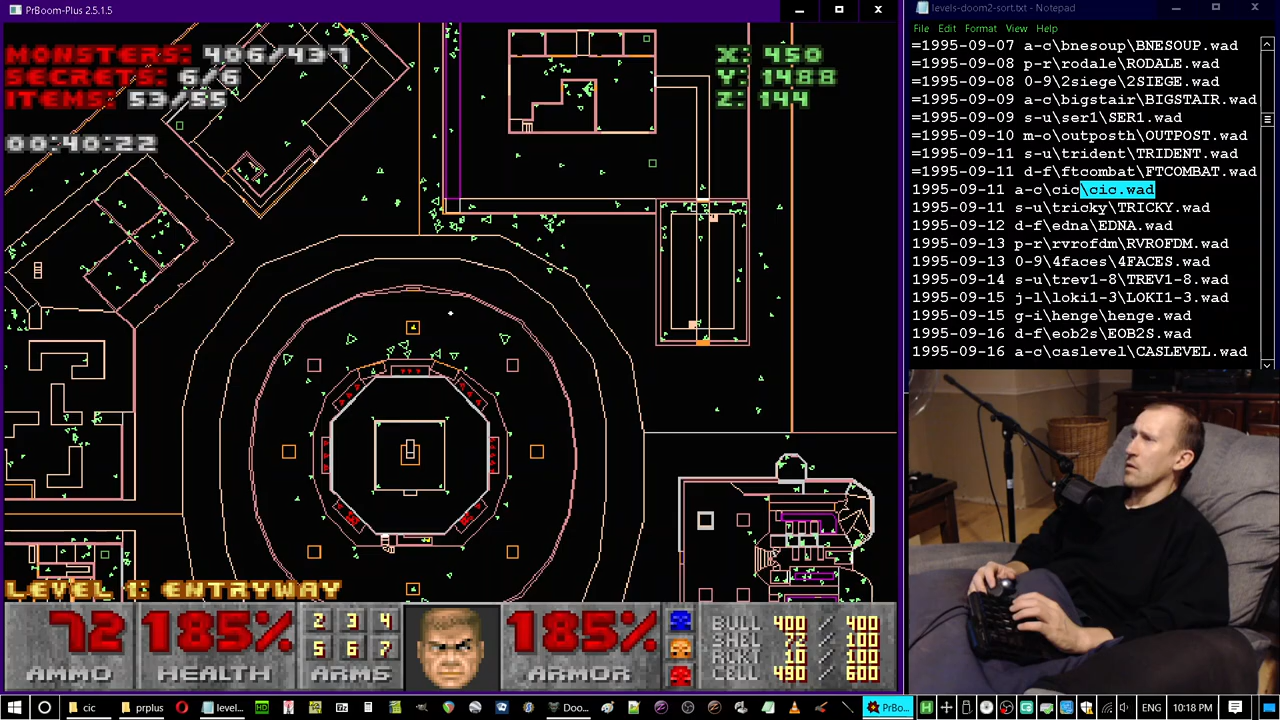 PrBoom-Plus 2.5.1.5
MONSTERS: 406/437
SECRETS: 6/6
ITEMS: 53/55
00:40:22
X: 450
Y: 1488
Z: 144
LEVEL 1: ENTRYWAY
72
AMMO
185%
HEALTH
2 3 4
5 6 7
ARMS
185%
ARMOR
BULL 400 / 400
SHEL 72 / 100
RCKT 10 / 100
CELL 490 / 600
levels-doom2-sort.txt - Notepad
File Edit Format View Help
=1995-09-07 a-c\bnesoup\BNESOUP.wad
=1995-09-08 p-r\rodale\RODALE.wad
=1995-09-08 0-9\2siege\2SIEGE.wad
=1995-09-09 a-c\bigstair\BIGSTAIR.wad
=1995-09-09 s-u\ser1\SER1.wad
=1995-09-10 m-o\outposth\OUTPOST.wad
=1995-09-11 s-u\trident\TRIDENT.wad
=1995-09-11 d-f\ftcombat\FTCOMBAT.wad
1995-09-11 a-c\cic\cic.wad
1995-09-11 s-u\tricky\TRICKY.wad
1995-09-12 d-f\edna\EDNA.wad
1995-09-13 p-r\rvrofdm\RVROFDM.wad
1995-09-13 0-9\4faces\4FACES.wad
1995-09-14 s-u\trev1-8\TREV1-8.wad
1995-09-15 j-l\loki1-3\LOKI1-3.wad
1995-09-15 g-i\henge\henge.wad
1995-09-16 d-f\eob2s\EOB2S.wad
1995-09-16 a-c\caslevel\CASLEVEL.wad
cic
prplus
level...
Doo...
PrBo...
ENG
10:18 PM